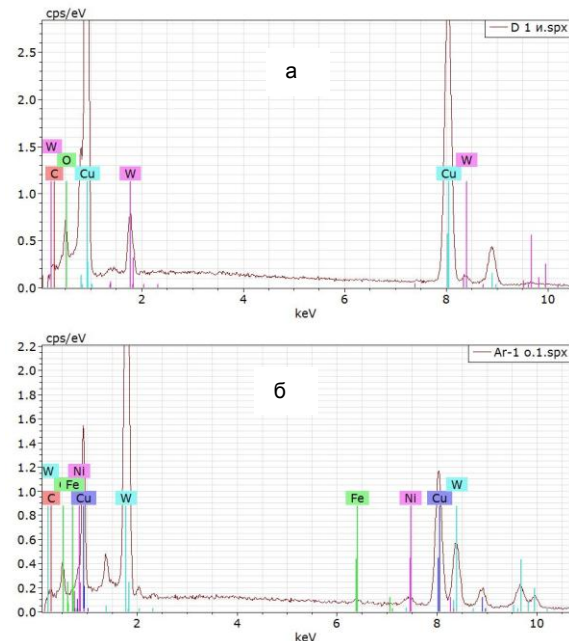 cps/eV
D 1 и.spx
а
2.5
2.0
1.5
1.0
0.5
0.0
W
O
C
Cu
W
Cu
W
2
4
6
8
10
keV
cps/eV
Ar-1 o.1.spx
б
2.2
2.0
1.8
1.6
1.4
1.2
1.0
0.8
0.6
0.4
0.2
0.0
W
Ni
Fe
C
Cu
W
Fe
Ni
Cu
W
2
4
6
8
10
keV